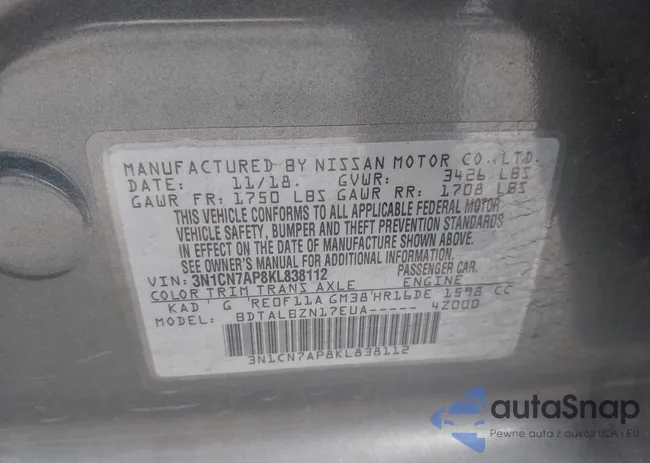 MANUFACTURED BY NISSAN MOTOR CO., LTD.
DATE: 11/18. GVWR: 3426 LBS
GAWR FR: 1750 LBS GAWR RR: 1708 LBS
THIS VEHICLE CONFORMS TO ALL APPLICABLE FEDERAL MOTOR
VEHICLE SAFETY, BUMPER AND THEFT PREVENTION STANDARDS
IN EFFECT ON THE DATE OF MANUFACTURE SHOWN ABOVE.
SEE OWNER'S MANUAL FOR ADDITIONAL INFORMATION.
VIN: 3N1CN7AP8KL838112 PASSENGER CAR.
COLOR TRIM TRANS AXLE ENGINE
KAD G RE0F11A GM38 HR16DE 1598 CC
MODEL: BDTALBZN17EUA----- 4Z000
3N1CN7AP8KL838112
autaSnap
Pewne auta z aukcji USA i EU